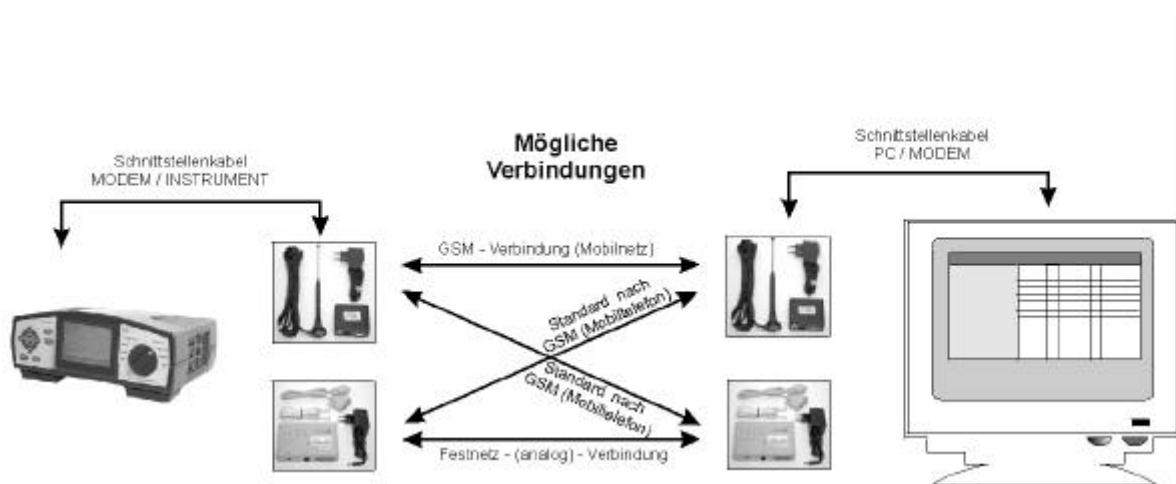 Mögliche
Verbindungen
Schnittstellenkabel
MODEM / INSTRUMENT
Schnittstellenkabel
PC / MODEM
GSM - Verbindung (Mobilnetz)
Standard nach
GSM (Mobiltelefon)
Standard nach
GSM (Mobiltelefon)
Festnetz - (analog) - Verbindung